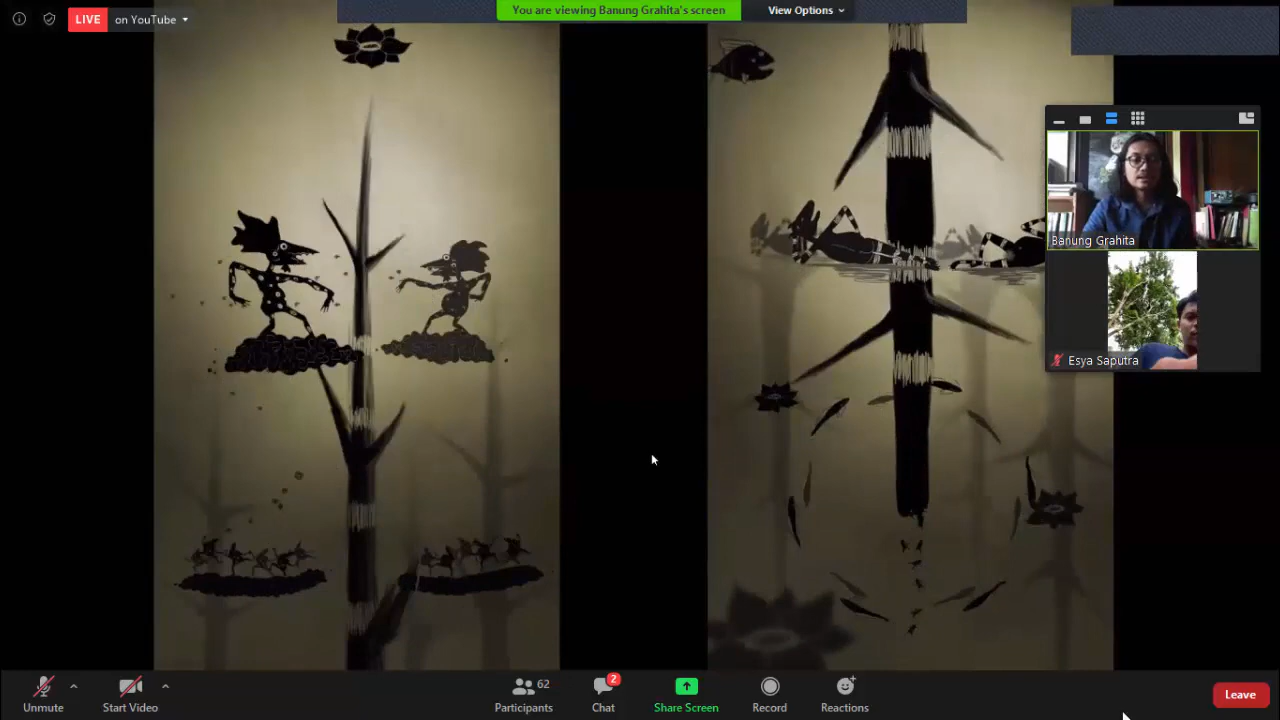 LIVE on YouTube
You are viewing Banung Grahita's screen
View Options
Banung Grahita
Esya Saputra
Unmute
Start Video
62
Participants
2
Chat
Share Screen
Record
Reactions
Leave